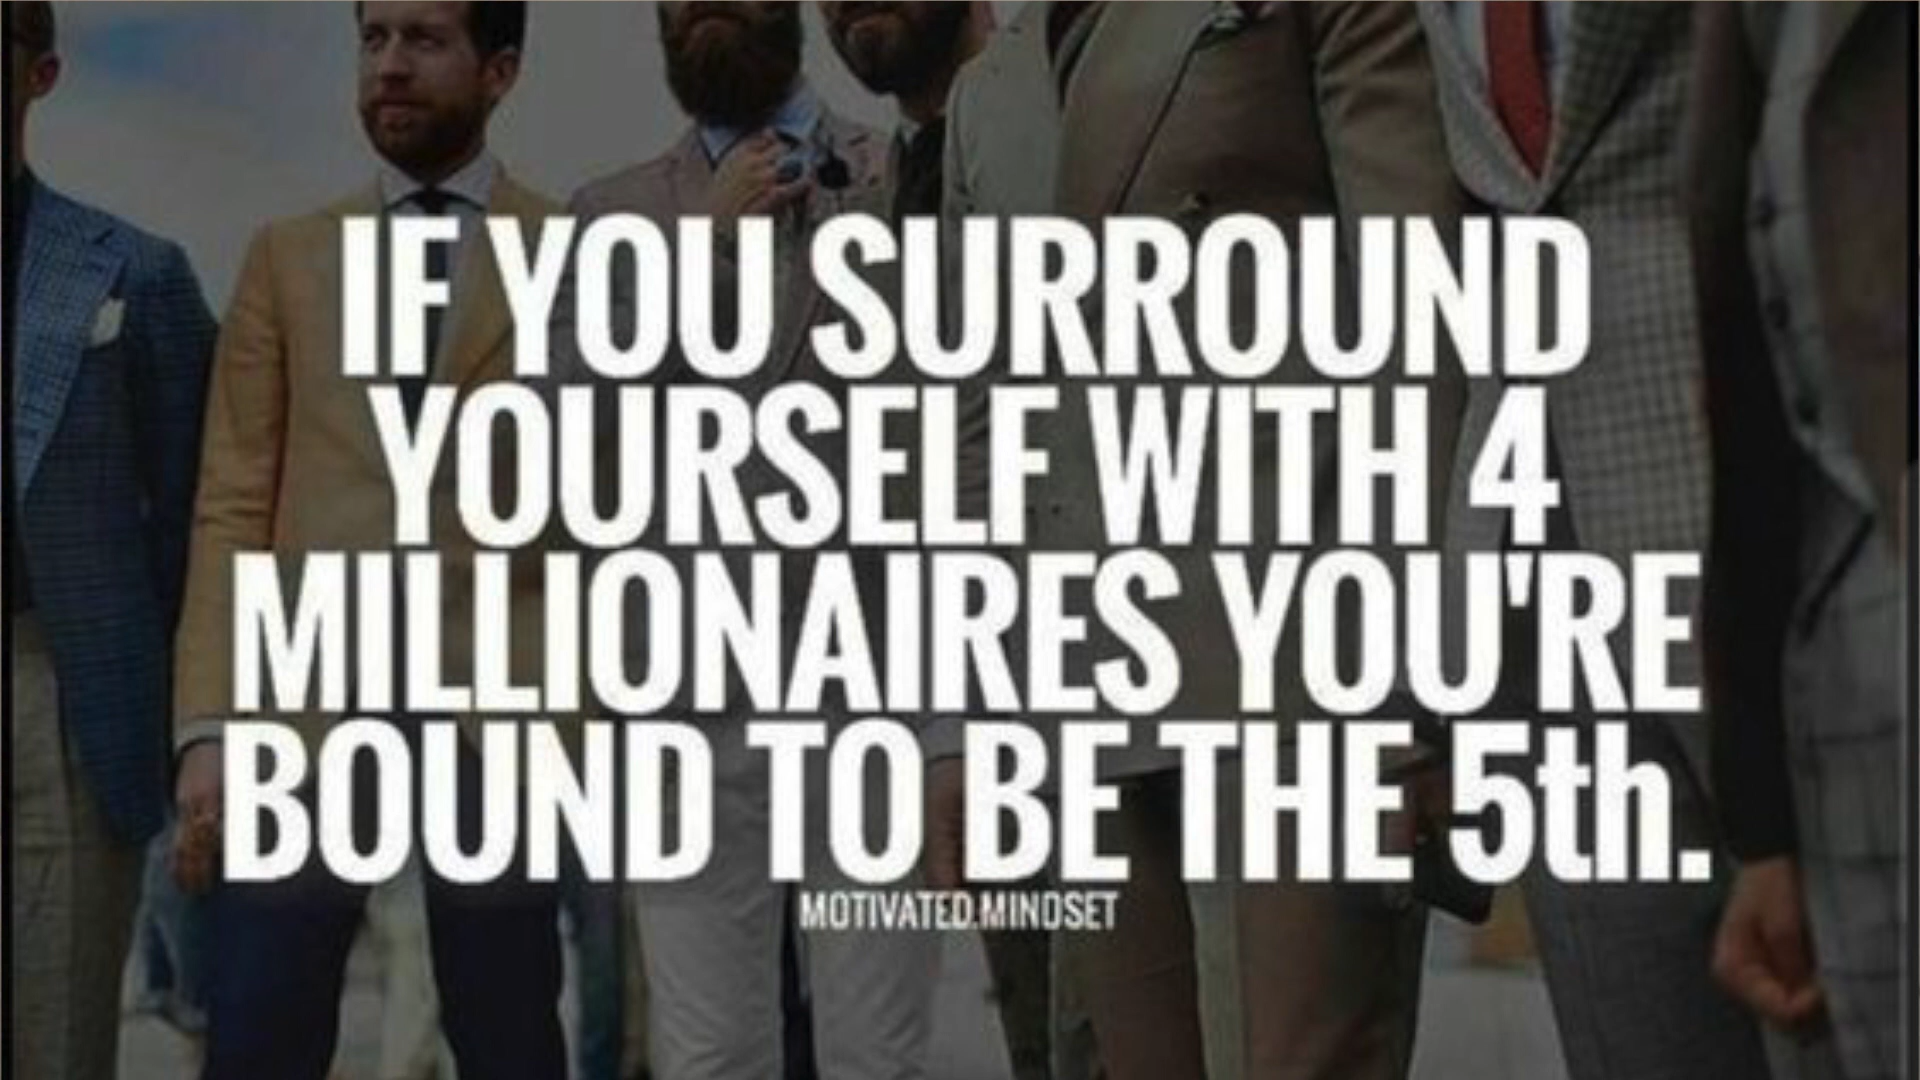 IF YOU SURROUND
YOURSELF WITH 4
MILLIONAIRES YOU'RE
BOUND TO BE THE 5th.
MOTIVATED.MINDSET